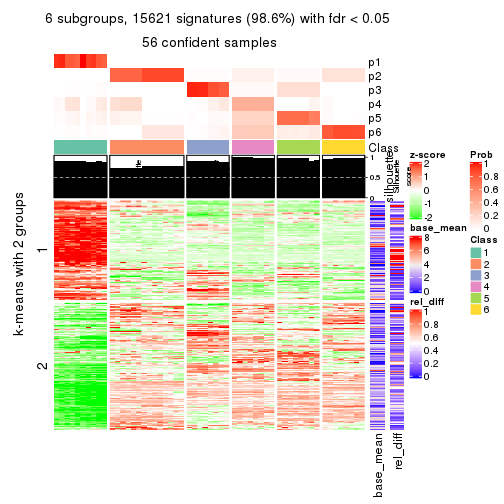 6 subgroups, 15621 signatures (98.6%) with fdr < 0.05
56 confident samples
p1
p2
p3
p4
p5
p6
Class
1
0.5
0
silhouette
Silhouette
score
k-means with 2 groups
1
2
base_mean
rel_diff
z-score
2
1
0
-1
-2
base_mean
8
6
4
2
0
rel_diff
1
0.8
0.6
0.4
0.2
0
Prob
1
0.8
0.6
0.4
0.2
0
Class
1
2
3
4
5
6